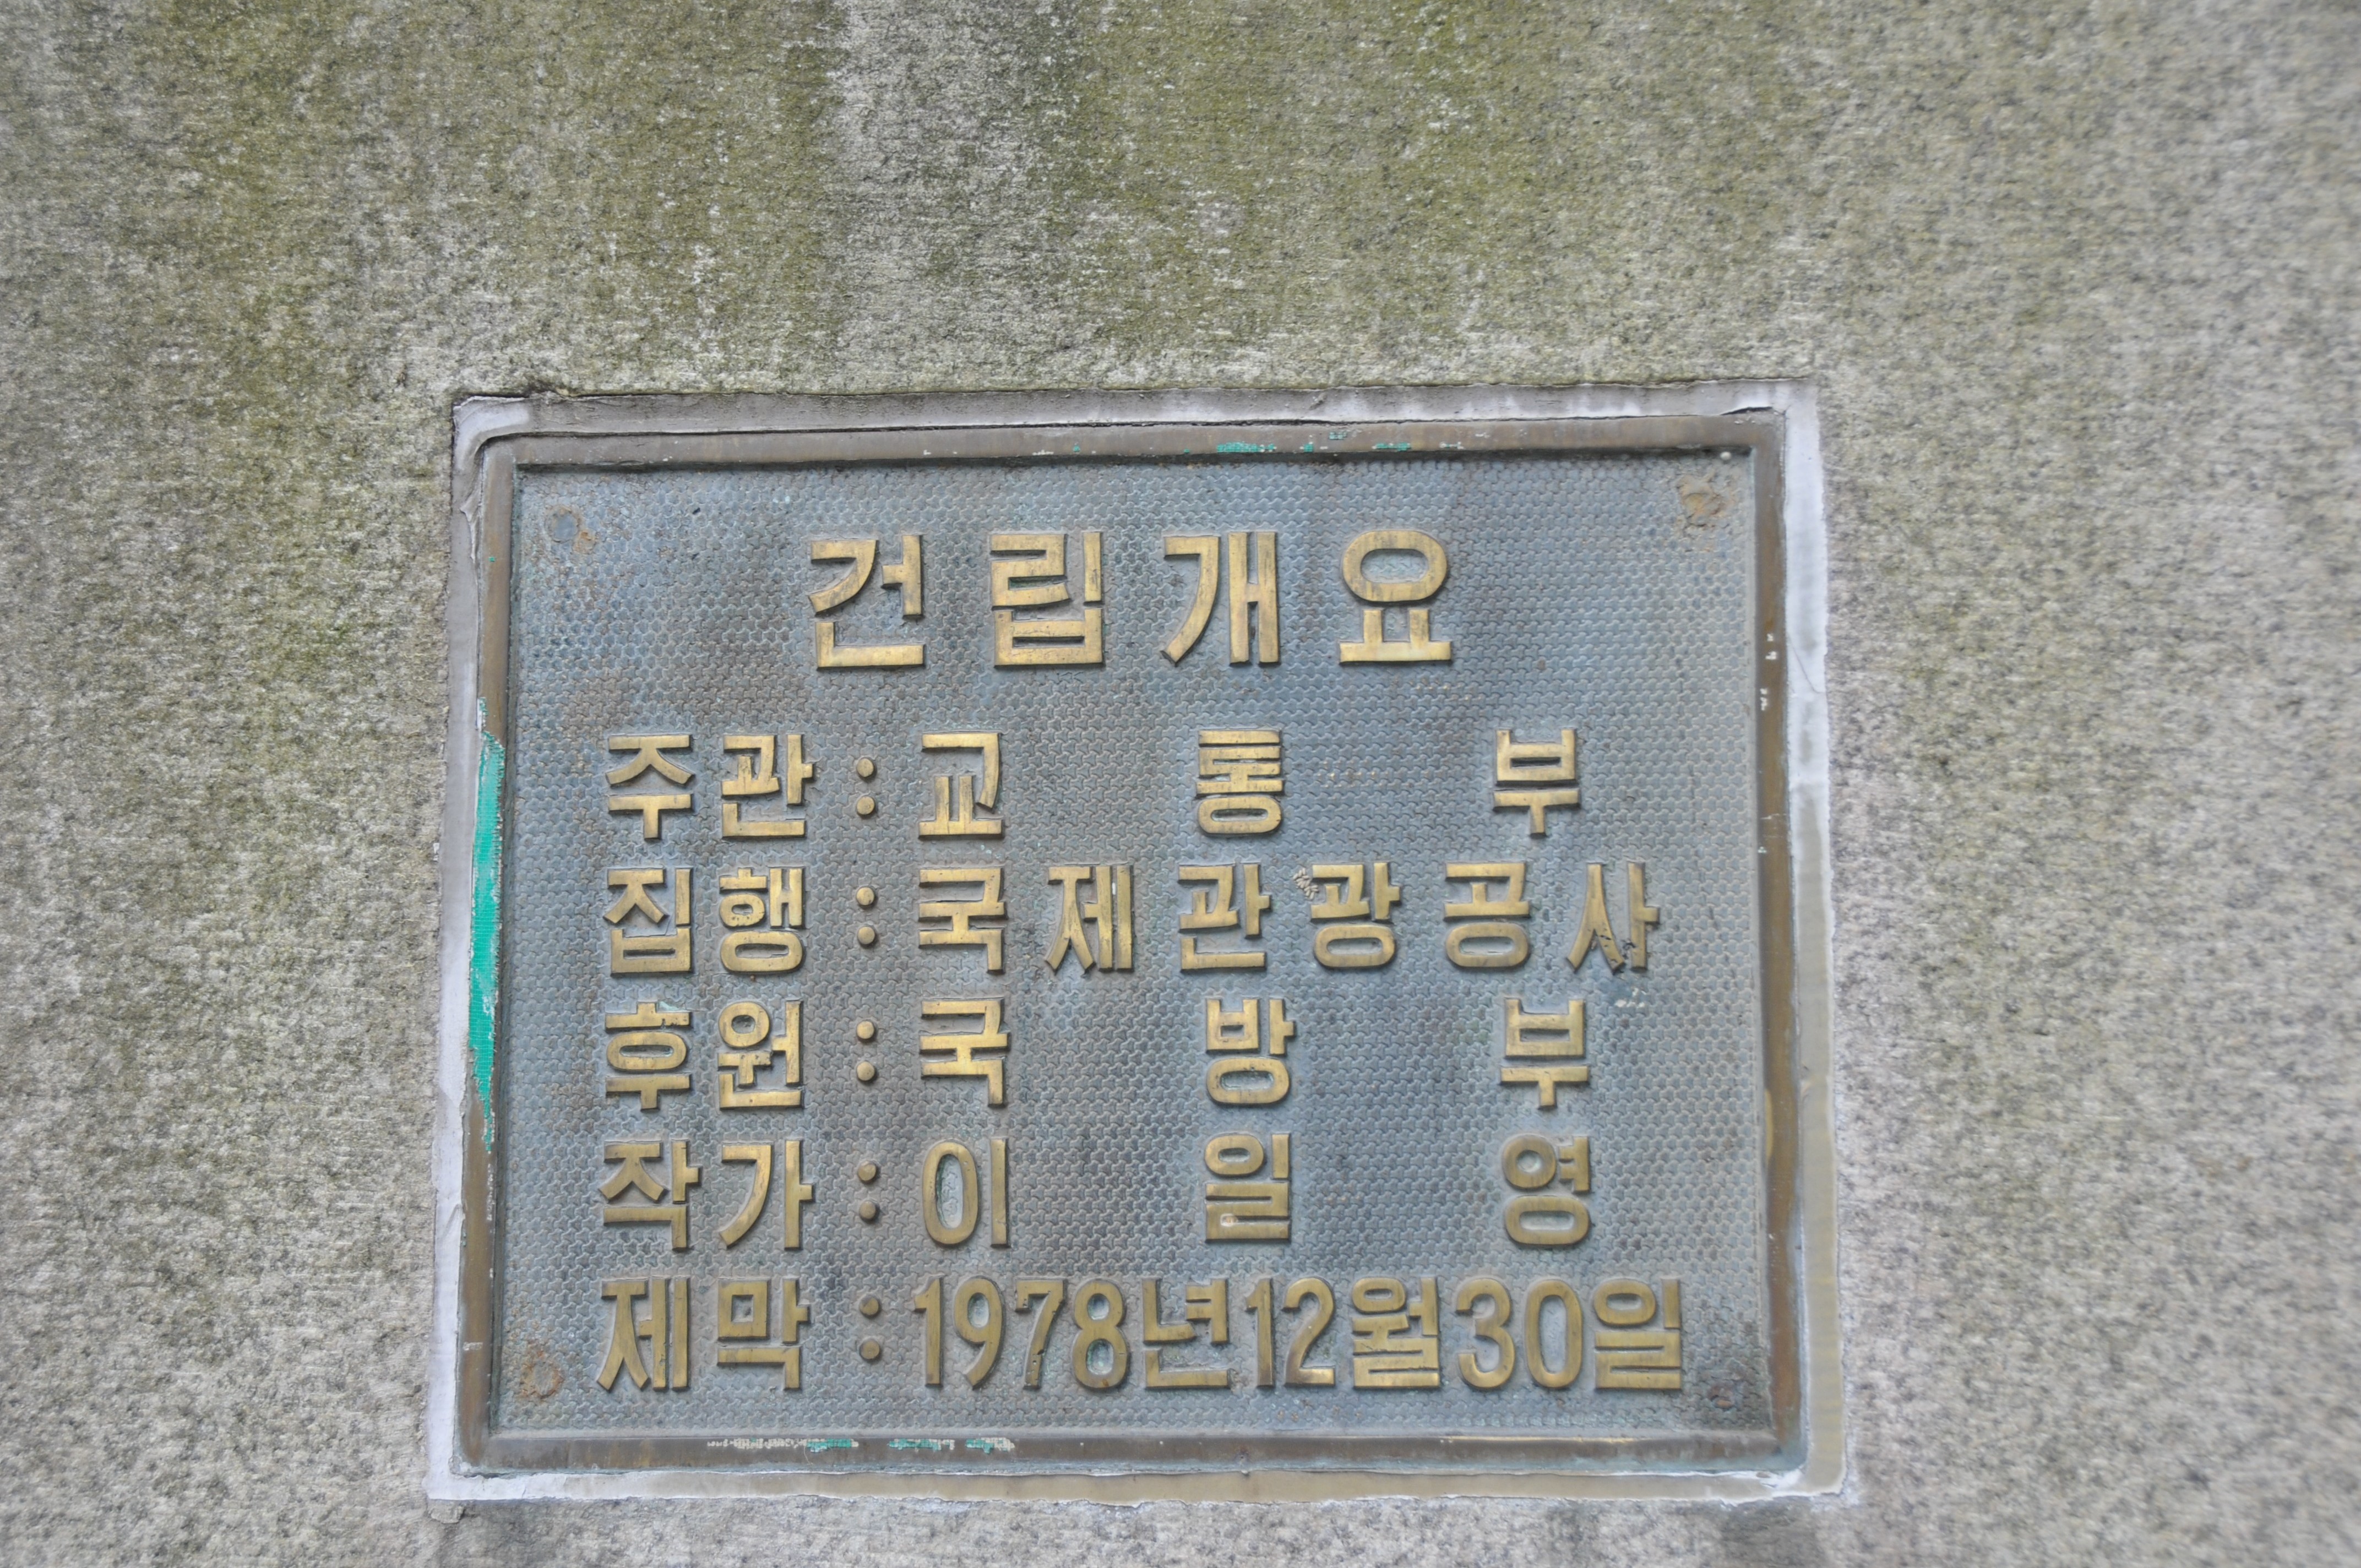 건립개요
주관 : 교 통 부
집행 : 국제관광공사
후원 : 국 방 부
작가 : 이 일 영
제막 : 1978년12월30일